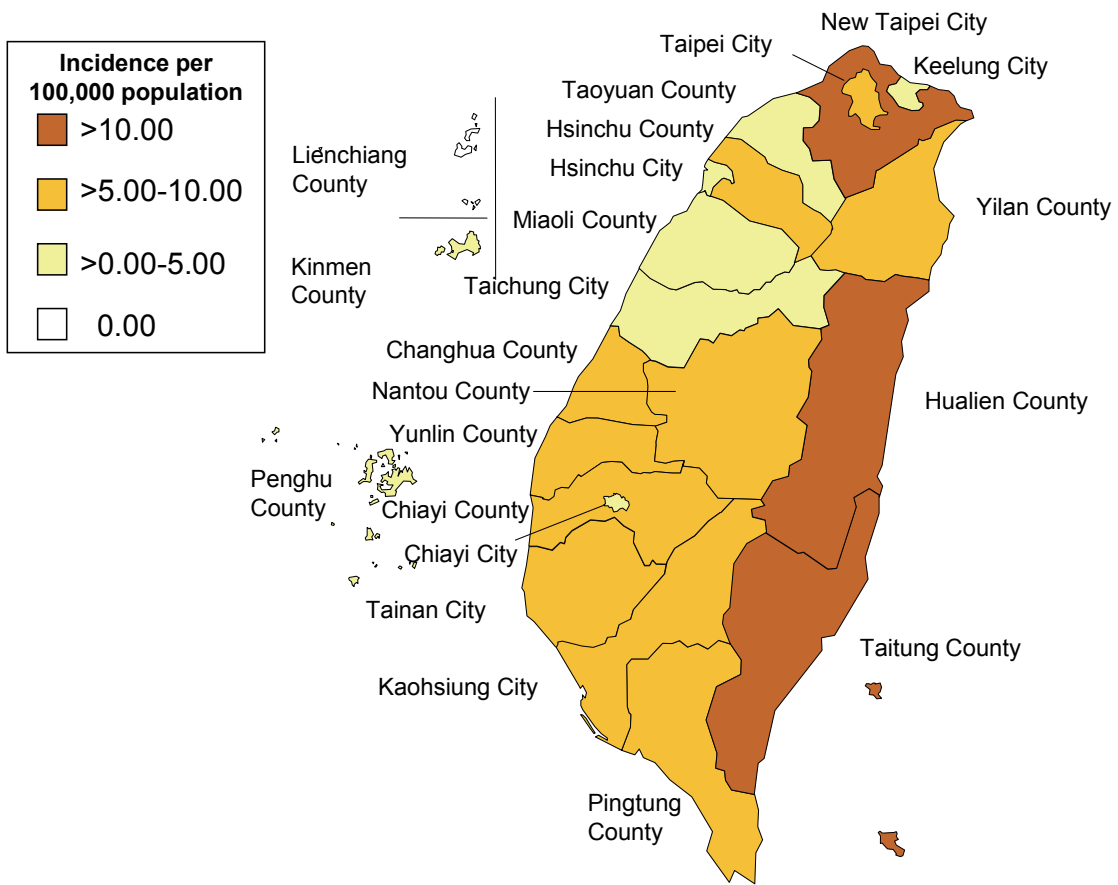 Incidence per
100,000 population
>10.00
>5.00-10.00
>0.00-5.00
0.00
New Taipei City
Taipei City
Keelung City
Taoyuan County
Hsinchu County
Lienchiang
County
Hsinchu City
Miaoli County
Yilan County
Kinmen
County
Taichung City
Changhua County
Nantou County
Hualien County
Yunlin County
Penghu
County
Chiayi County
Chiayi City
Tainan City
Taitung County
Kaohsiung City
Pingtung
County